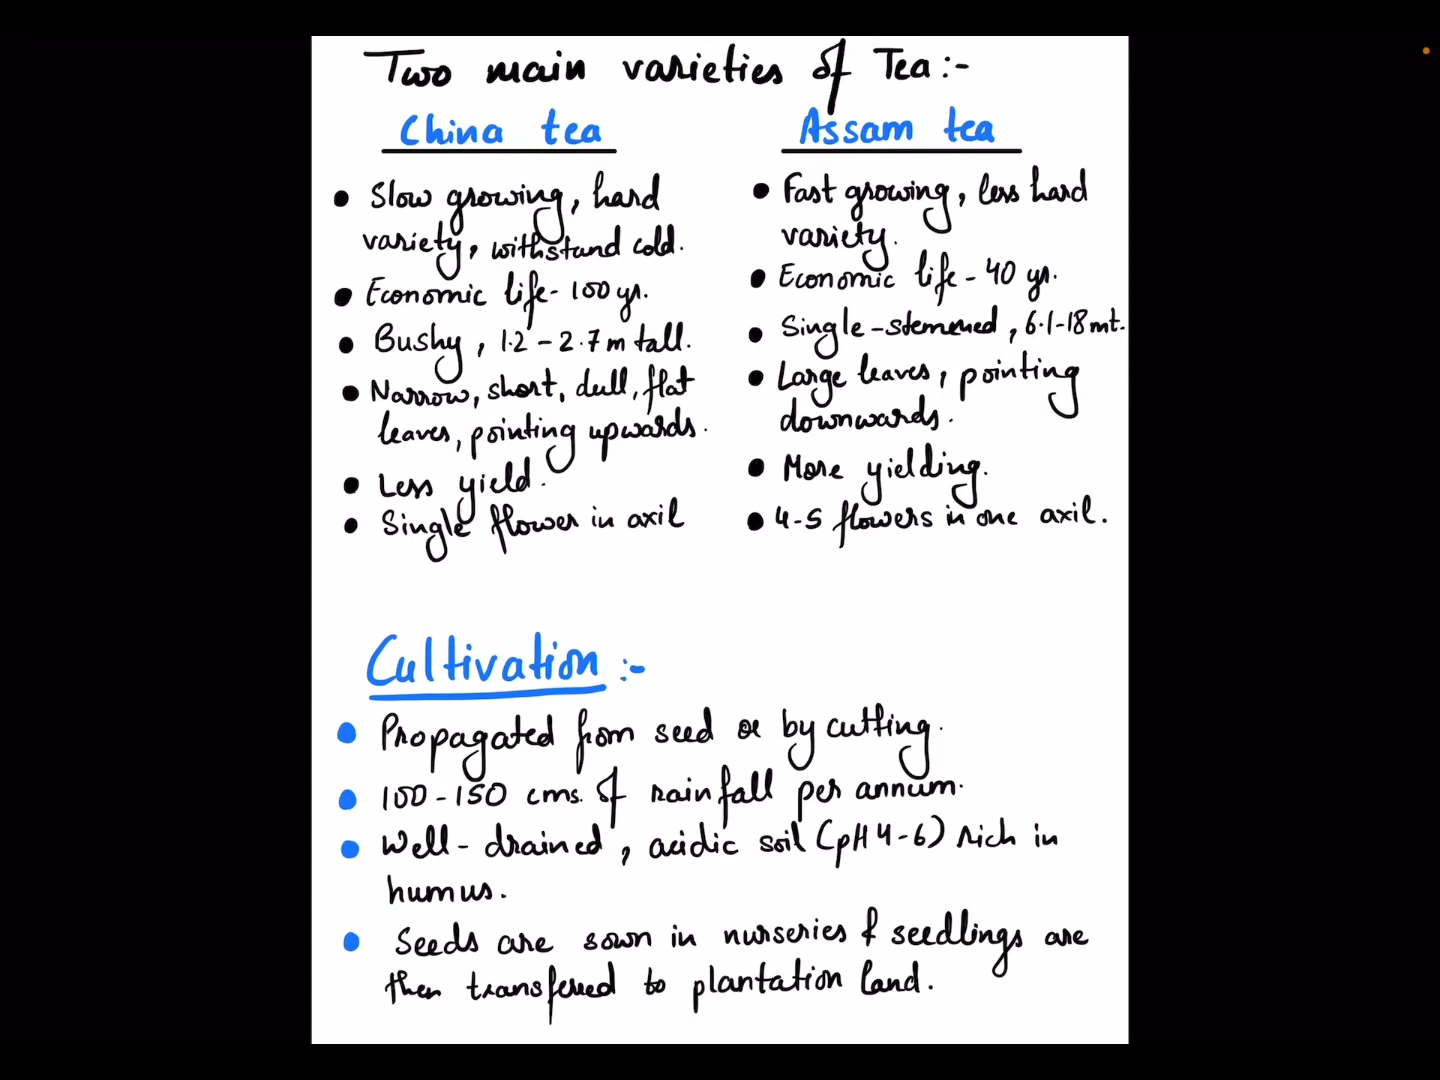 Two main varieties of Tea:-
China tea
Slow growing, hard
variety, withstand cold.
Economic life - 100 yr.
Bushy, 1.2 - 2.7 m tall.
Narrow, short, dull, flat
leaves, pointing upwards.
Less yield.
Single flower in axil
Assam tea
Fast growing, less hard
variety.
Economic life - 40 yr.
Single-stemmed, 6.1-18 mt.
Large leaves, pointing
downwards.
More yielding.
4-5 flowers in one axil.
Cultivation :-
Propagated from seed or by cutting.
100-150 cms. of rainfall per annum.
Well-drained, acidic soil (pH 4-6) rich in
humus.
Seeds are sown in nurseries & seedlings are
then transferred to plantation land.